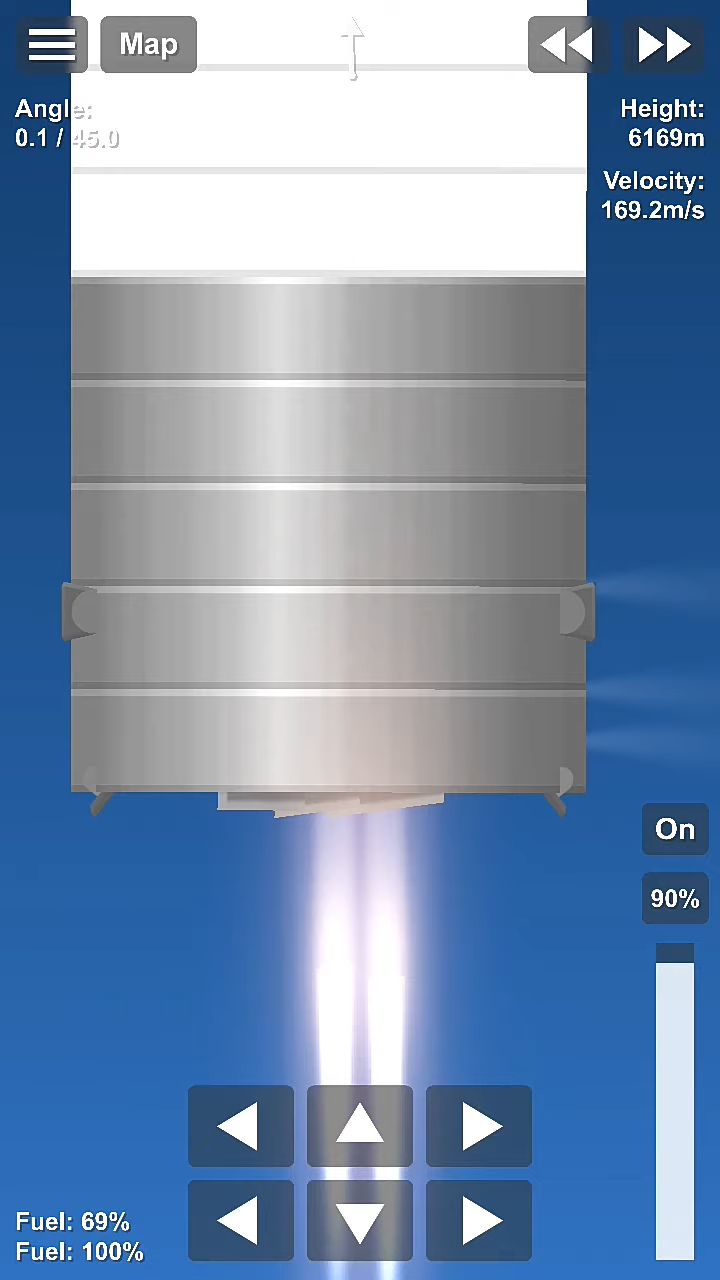 Map
Angle:
0.1 / 45.0
Height:
6169m
Velocity:
169.2m/s
On
90%
Fuel: 69%
Fuel: 100%